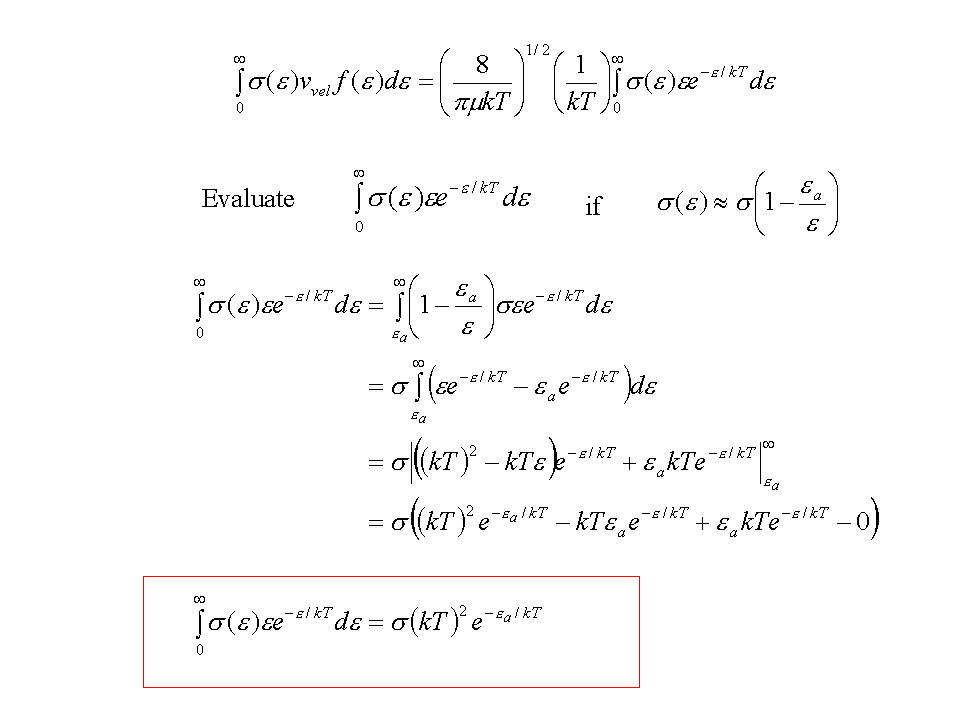 ∫₀^∞ σ(ε)v_vel f(ε)dε = (8/πμkT)^1/2 (1/kT) ∫₀^∞ σ(ε)εe^−ε/kT dε
Evaluate ∫₀^∞ σ(ε)εe^−ε/kT dε if σ(ε) ≈ σ(1 − ε_a/ε)
∫₀^∞ σ(ε)εe^−ε/kT dε = ∫_ε_a^∞ (1 − ε_a/ε)σεe^−ε/kT dε
= σ ∫_ε_a^∞ (εe^−ε/kT − ε_a e^−ε/kT)dε
= σ|((kT)² − kTε)e^−ε/kT + ε_a kTe^−ε/kT|_ε_a^∞
= σ((kT)² e^−ε_a/kT − kTε_a e^−ε/kT + ε_a kTe^−ε/kT − 0)
∫₀^∞ σ(ε)εe^−ε/kT dε = σ(kT)² e^−ε_a/kT